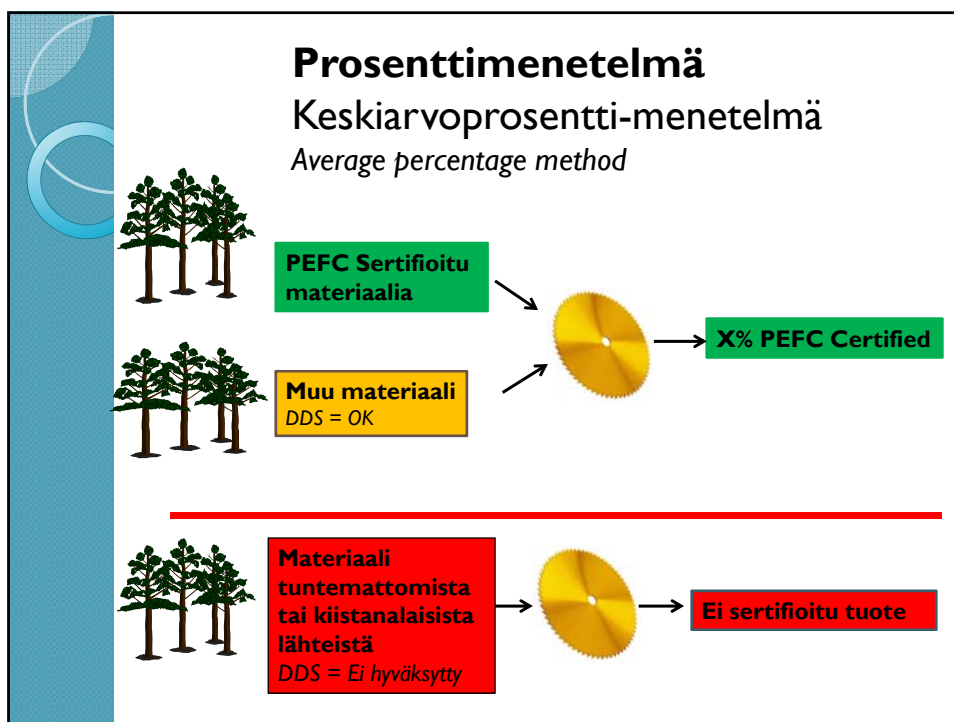 Prosenttimenetelmä
Keskiarvoprosentti-menetelmä
Average percentage method
PEFC Sertifioitu
materiaalia
X% PEFC Certified
Muu materiaali
DDS = OK
Materiaali
tuntemattomista
tai kiistanalaisista
lähteistä
DDS = Ei hyväksytty
Ei sertifioitu tuote